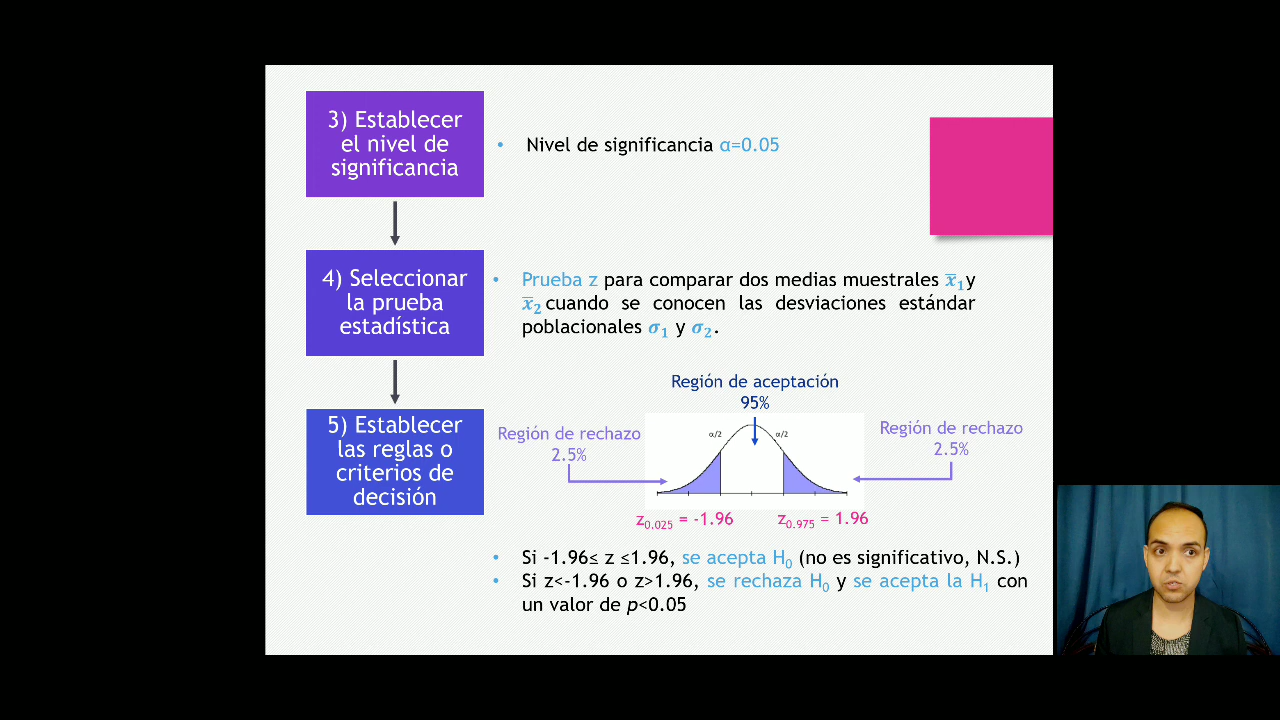 3) Establecer
el nivel de
significancia
• Nivel de significancia α=0.05
4) Seleccionar
la prueba
estadística
• Prueba z para comparar dos medias muestrales x̅₁y
x̅₂ cuando se conocen las desviaciones estándar
poblacionales σ₁ y σ₂.
5) Establecer
las reglas o
criterios de
decisión
Región de aceptación
95%
Región de rechazo
2.5%
α/2
α/2
Región de rechazo
2.5%
z₀.₀₂₅ = -1.96
z₀.₉₇₅ = 1.96
• Si -1.96≤ z ≤1.96, se acepta H₀ (no es significativo, N.S.)
• Si z<-1.96 o z>1.96, se rechaza H₀ y se acepta la H₁ con
un valor de p<0.05